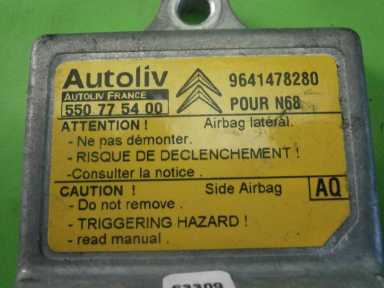 Autoliv
AUTOLIV FRANCE
550 77 54 00
9641478280
POUR N68
ATTENTION ! Airbag latéral.
- Ne pas démonter.
- RISQUE DE DECLENCHEMENT !
-Consulter la notice .
CAUTION ! Side Airbag AQ
- Do not remove .
- TRIGGERING HAZARD !
- read manual .